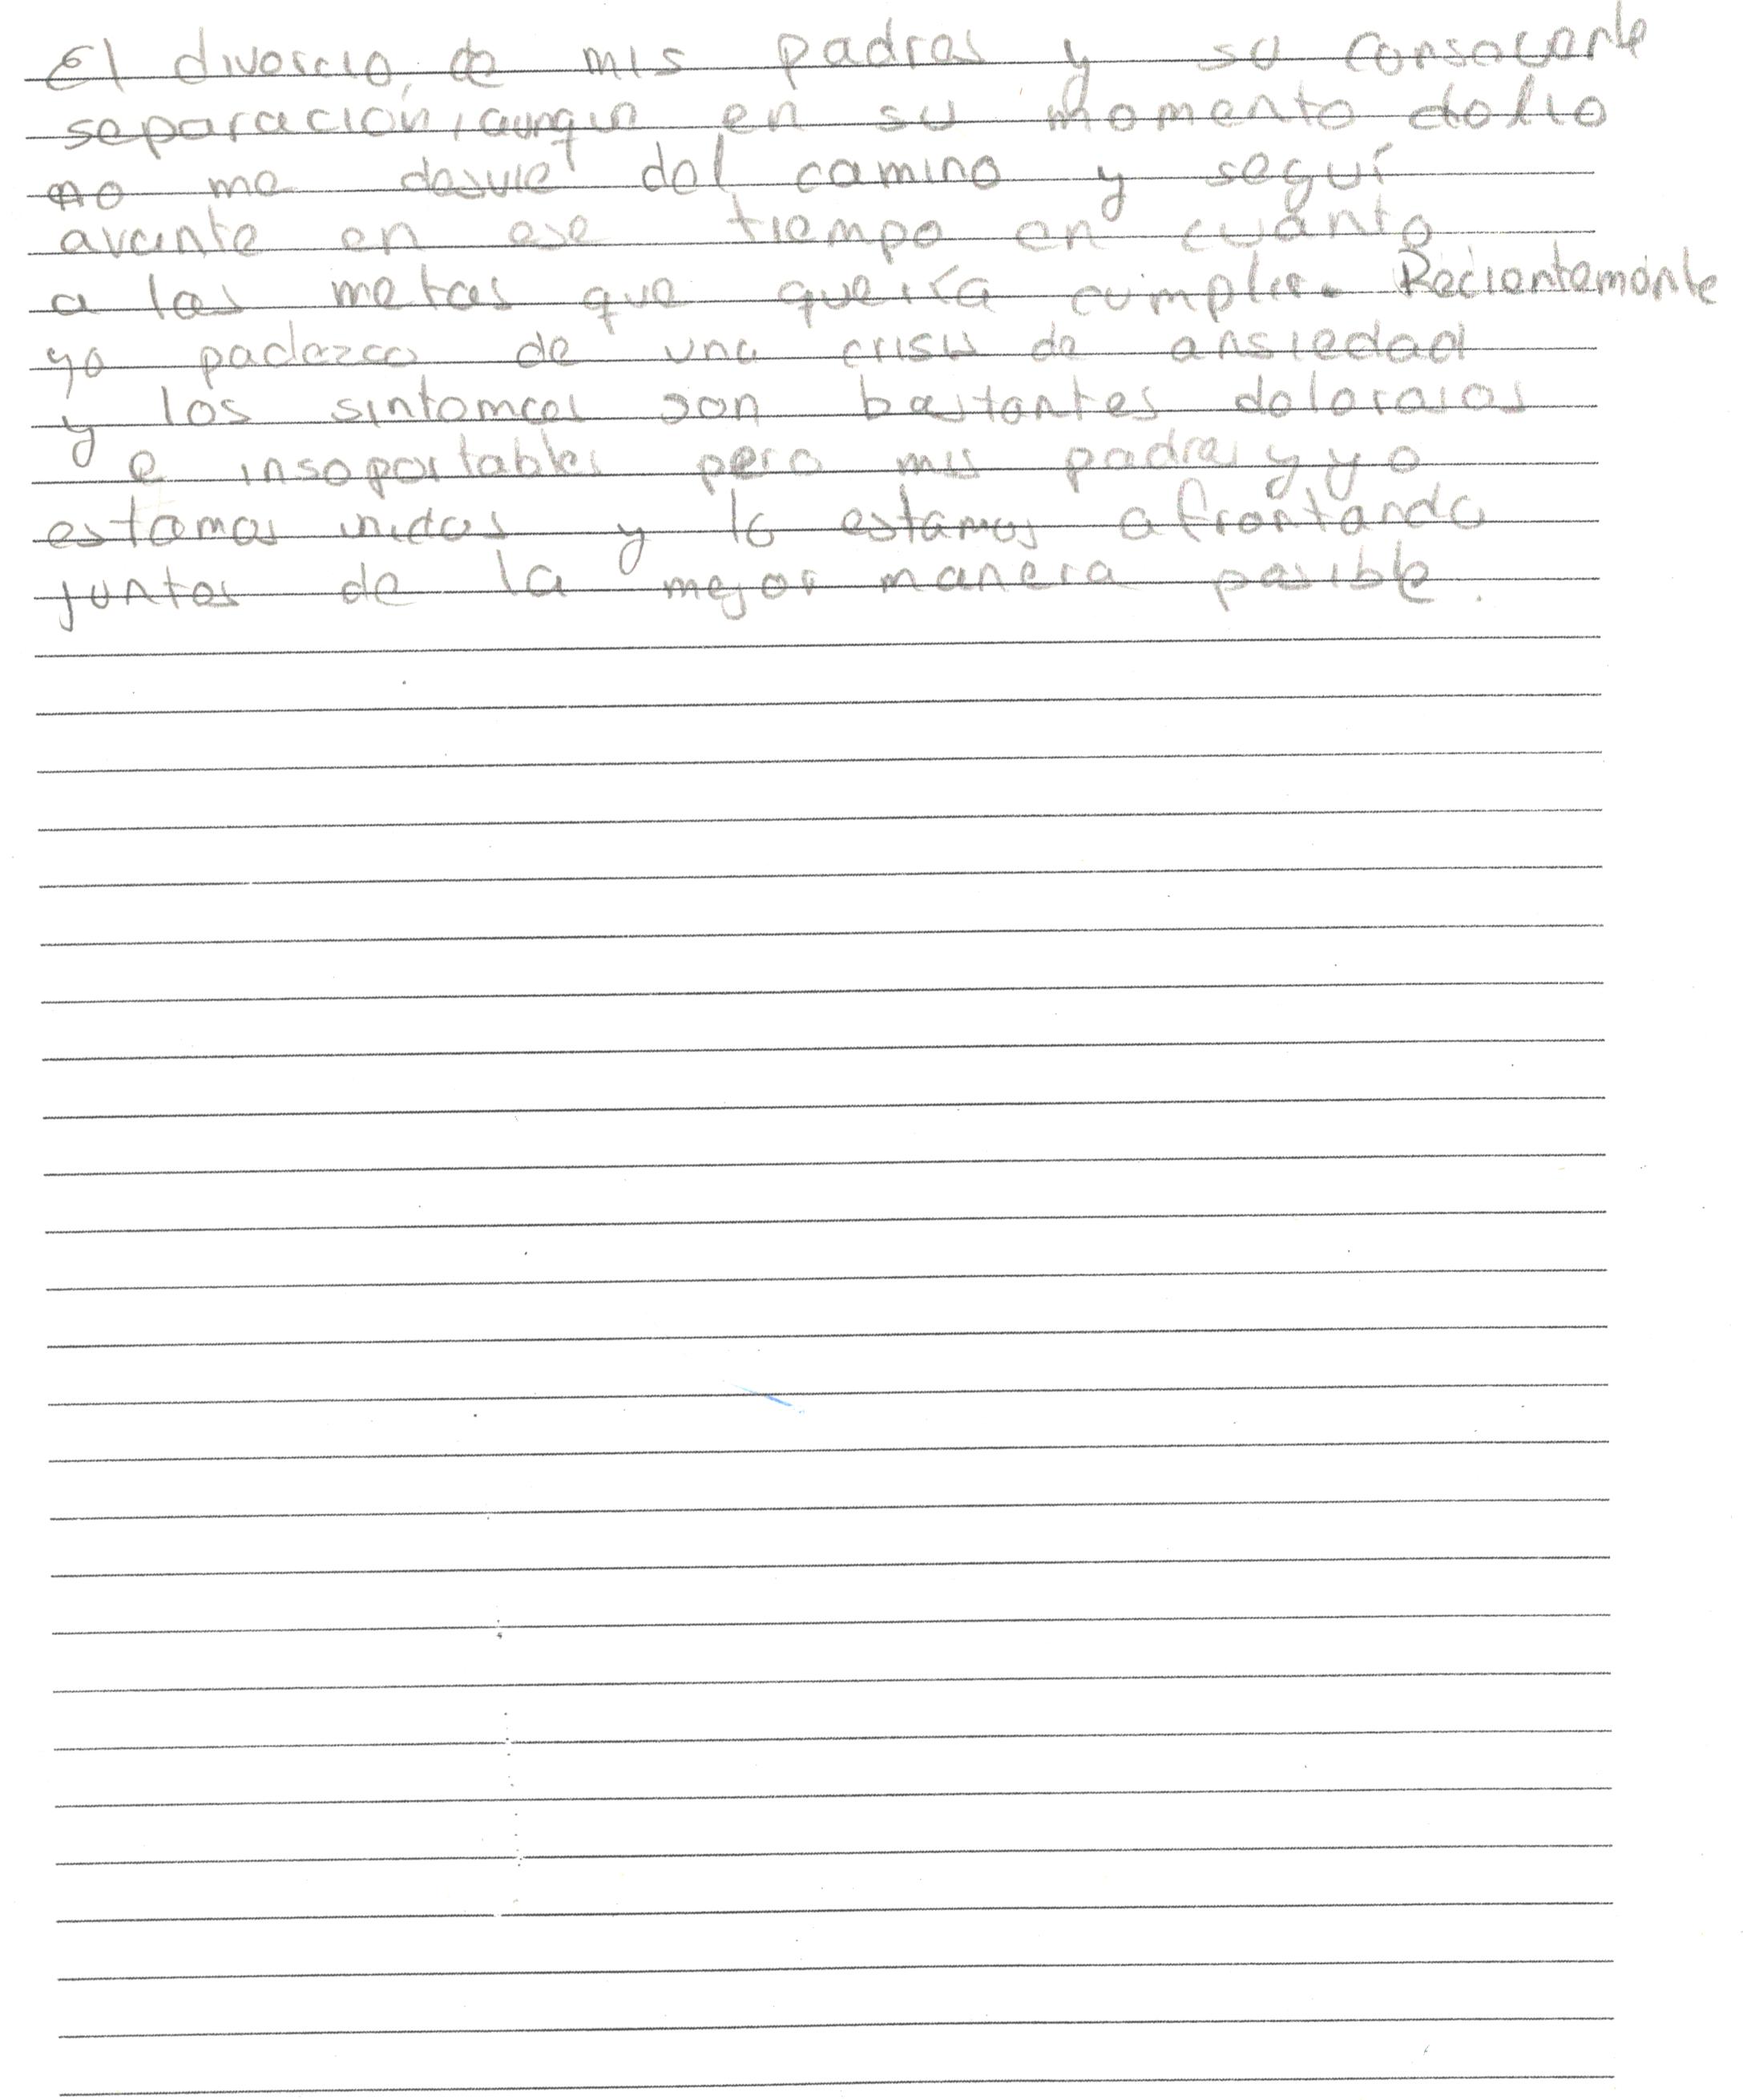 El divorcio, de mis padres y su consecuente
separación, aunque en su momento dolio
no me desvié del camino y seguí
avante en ese tiempo en cuanto
a las metas que quería cumplir. Recientemente
yo padezco de una crisis de ansiedad
y los sintomas son bastantes dolorosos
e insoportables pero mis padres y yo
estamos unidos y lo estamos afrontando
juntos de la mejor manera posible.